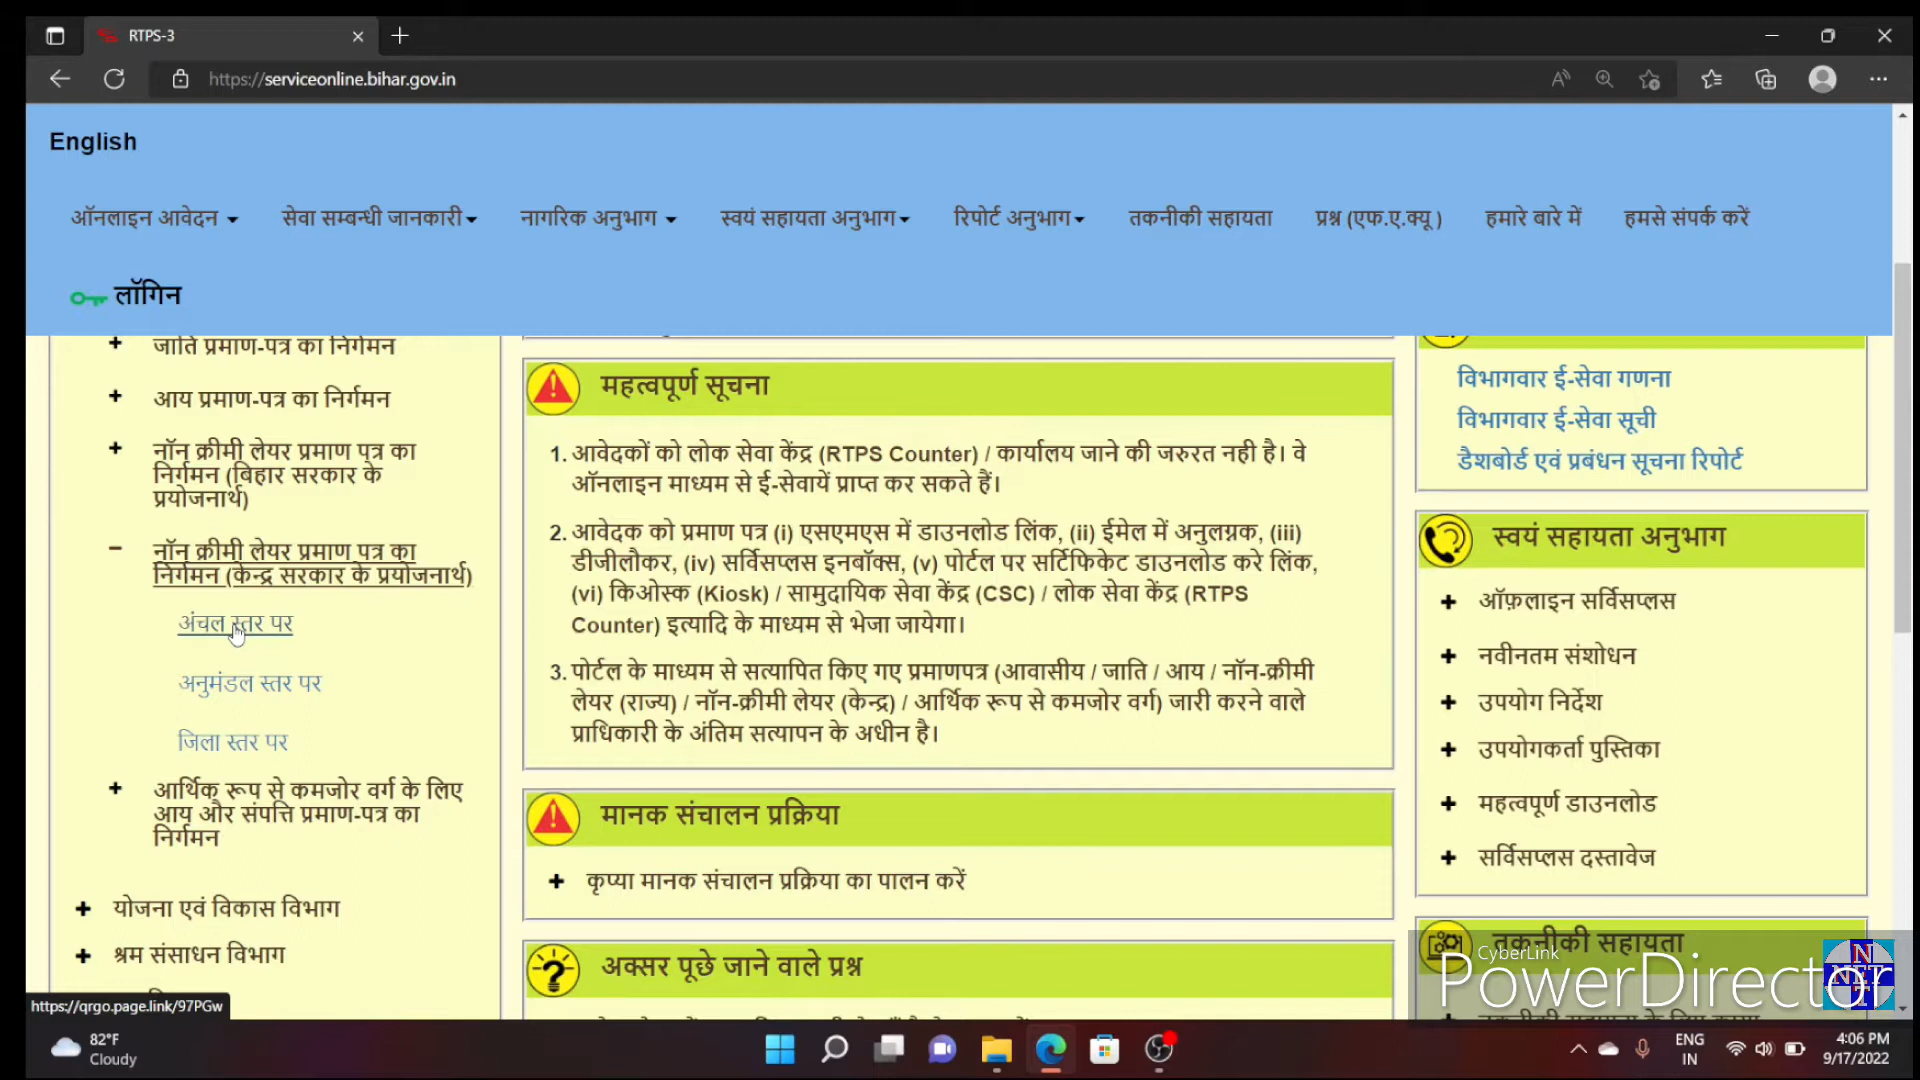 RTPS-3
https://serviceonline.bihar.gov.in
English
ऑनलाइन आवेदन
सेवा सम्बन्धी जानकारी
नागरिक अनुभाग
स्वयं सहायता अनुभाग
रिपोर्ट अनुभाग
तकनीकी सहायता
प्रश्न (एफ.ए.क्यू )
हमारे बारे में
हमसे संपर्क करें
लॉगिन
+ जाति प्रमाण-पत्र का निर्गमन
+ आय प्रमाण-पत्र का निर्गमन
+ नॉन क्रीमी लेयर प्रमाण पत्र का
निर्गमन (बिहार सरकार के
प्रयोजनार्थ)
− नॉन क्रीमी लेयर प्रमाण पत्र का
निर्गमन (केन्द्र सरकार के प्रयोजनार्थ)
अंचल स्तर पर
अनुमंडल स्तर पर
जिला स्तर पर
+ आर्थिक रूप से कमजोर वर्ग के लिए
आय और संपत्ति प्रमाण-पत्र का
निर्गमन
+ योजना एवं विकास विभाग
+ श्रम संसाधन विभाग
https://qrgo.page.link/97PGw
महत्वपूर्ण सूचना
1. आवेदकों को लोक सेवा केंद्र (RTPS Counter) / कार्यालय जाने की जरुरत नही है। वे
ऑनलाइन माध्यम से ई-सेवायें प्राप्त कर सकते हैं।
2. आवेदक को प्रमाण पत्र (i) एसएमएस में डाउनलोड लिंक, (ii) ईमेल में अनुलग्नक, (iii)
डीजीलौकर, (iv) सर्विसप्लस इनबॉक्स, (v) पोर्टल पर सर्टिफिकेट डाउनलोड करे लिंक,
(vi) किओस्क (Kiosk) / सामुदायिक सेवा केंद्र (CSC) / लोक सेवा केंद्र (RTPS
Counter) इत्यादि के माध्यम से भेजा जायेगा।
3. पोर्टल के माध्यम से सत्यापित किए गए प्रमाणपत्र (आवासीय / जाति / आय / नॉन-क्रीमी
लेयर (राज्य) / नॉन-क्रीमी लेयर (केन्द्र) / आर्थिक रूप से कमजोर वर्ग) जारी करने वाले
प्राधिकारी के अंतिम सत्यापन के अधीन है।
मानक संचालन प्रक्रिया
+ कृप्या मानक संचालन प्रक्रिया का पालन करें
अक्सर पूछे जाने वाले प्रश्न
विभागवार ई-सेवा गणना
विभागवार ई-सेवा सूची
डैशबोर्ड एवं प्रबंधन सूचना रिपोर्ट
स्वयं सहायता अनुभाग
+ ऑफ़लाइन सर्विसप्लस
+ नवीनतम संशोधन
+ उपयोग निर्देश
+ उपयोगकर्ता पुस्तिका
+ महत्वपूर्ण डाउनलोड
+ सर्विसप्लस दस्तावेज
तकनीकी सहायता
CyberLink
PowerDirector
N
NET
T
82°F
Cloudy
ENG
IN
4:06 PM
9/17/2022